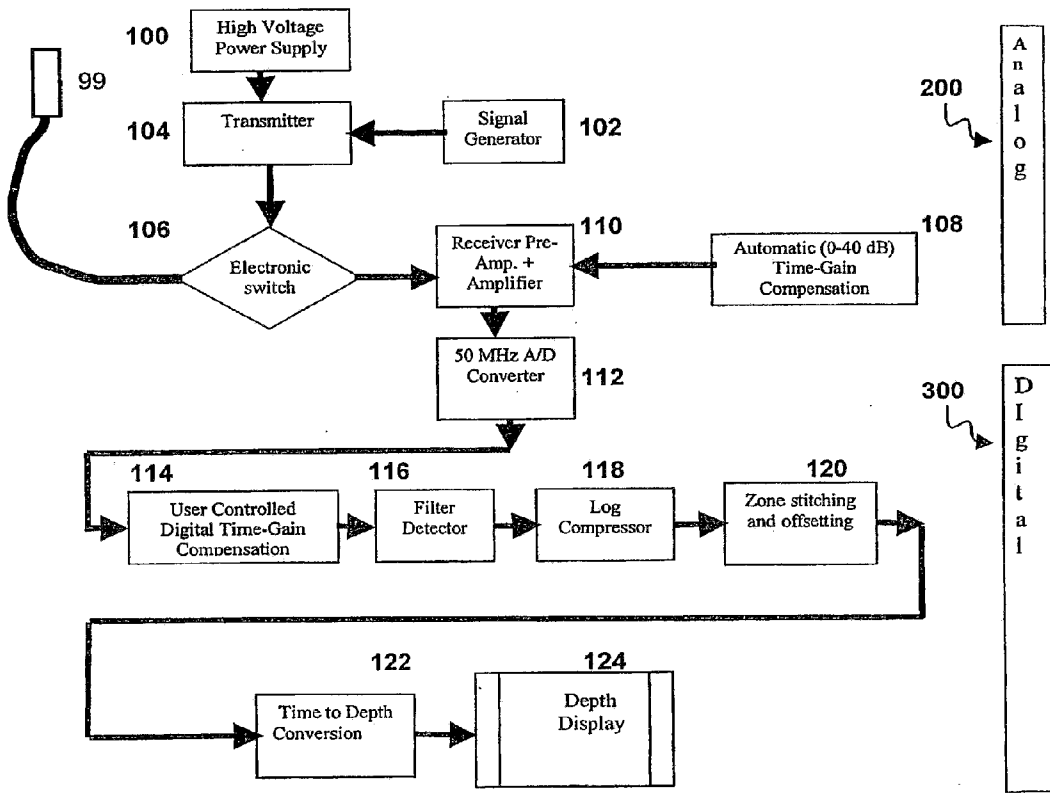 100
High Voltage
Power Supply
99
104
Transmitter
Signal
Generator
102
200
Analog
106
Electronic
switch
110
Receiver Pre-
Amp. +
Amplifier
108
Automatic (0-40 dB)
Time-Gain
Compensation
50 MHz A/D
Converter
112
300
DIgital
114
User Controlled
Digital Time-Gain
Compensation
116
Filter
Detector
118
Log
Compressor
120
Zone stitching
and offsetting
122
Time to Depth
Conversion
124
Depth
Display